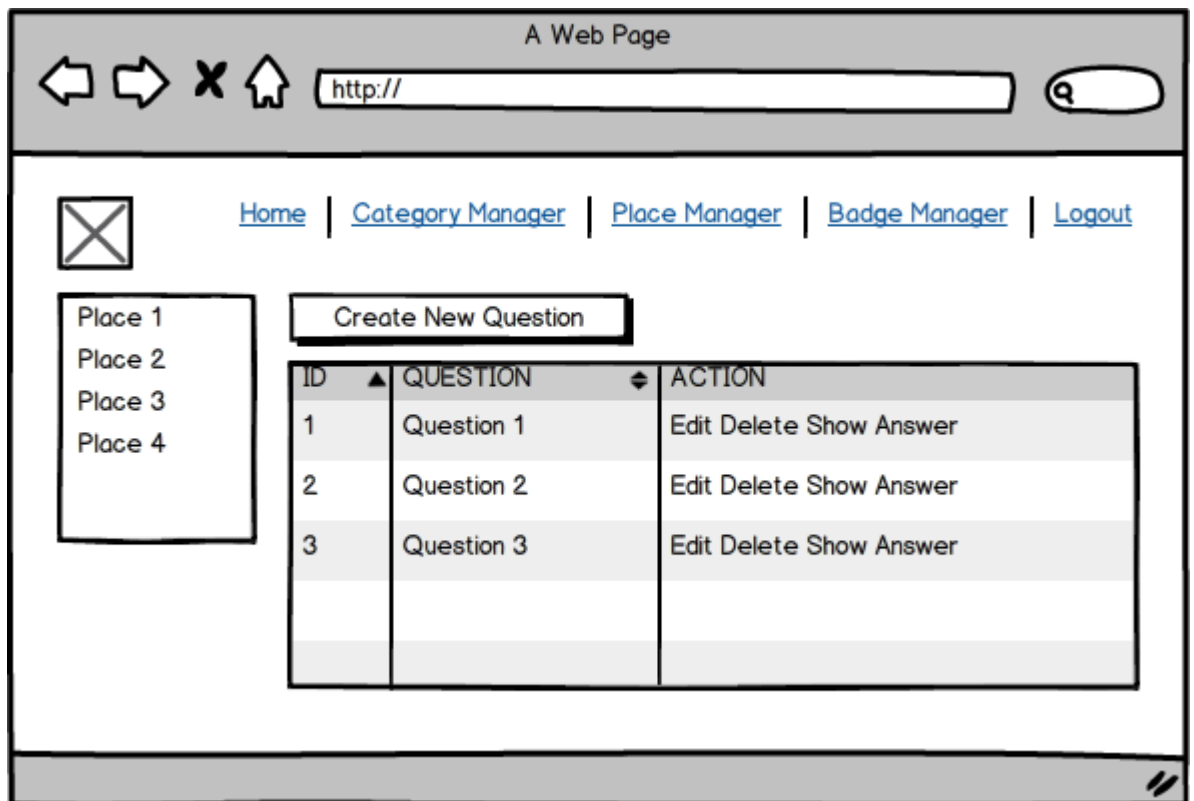 A Web Page
http://
Home Category Manager Place Manager Badge Manager Logout
Place 1
Place 2
Place 3
Place 4
Create New Question
ID QUESTION ACTION
1 Question 1 Edit Delete Show Answer
2 Question 2 Edit Delete Show Answer
3 Question 3 Edit Delete Show Answer